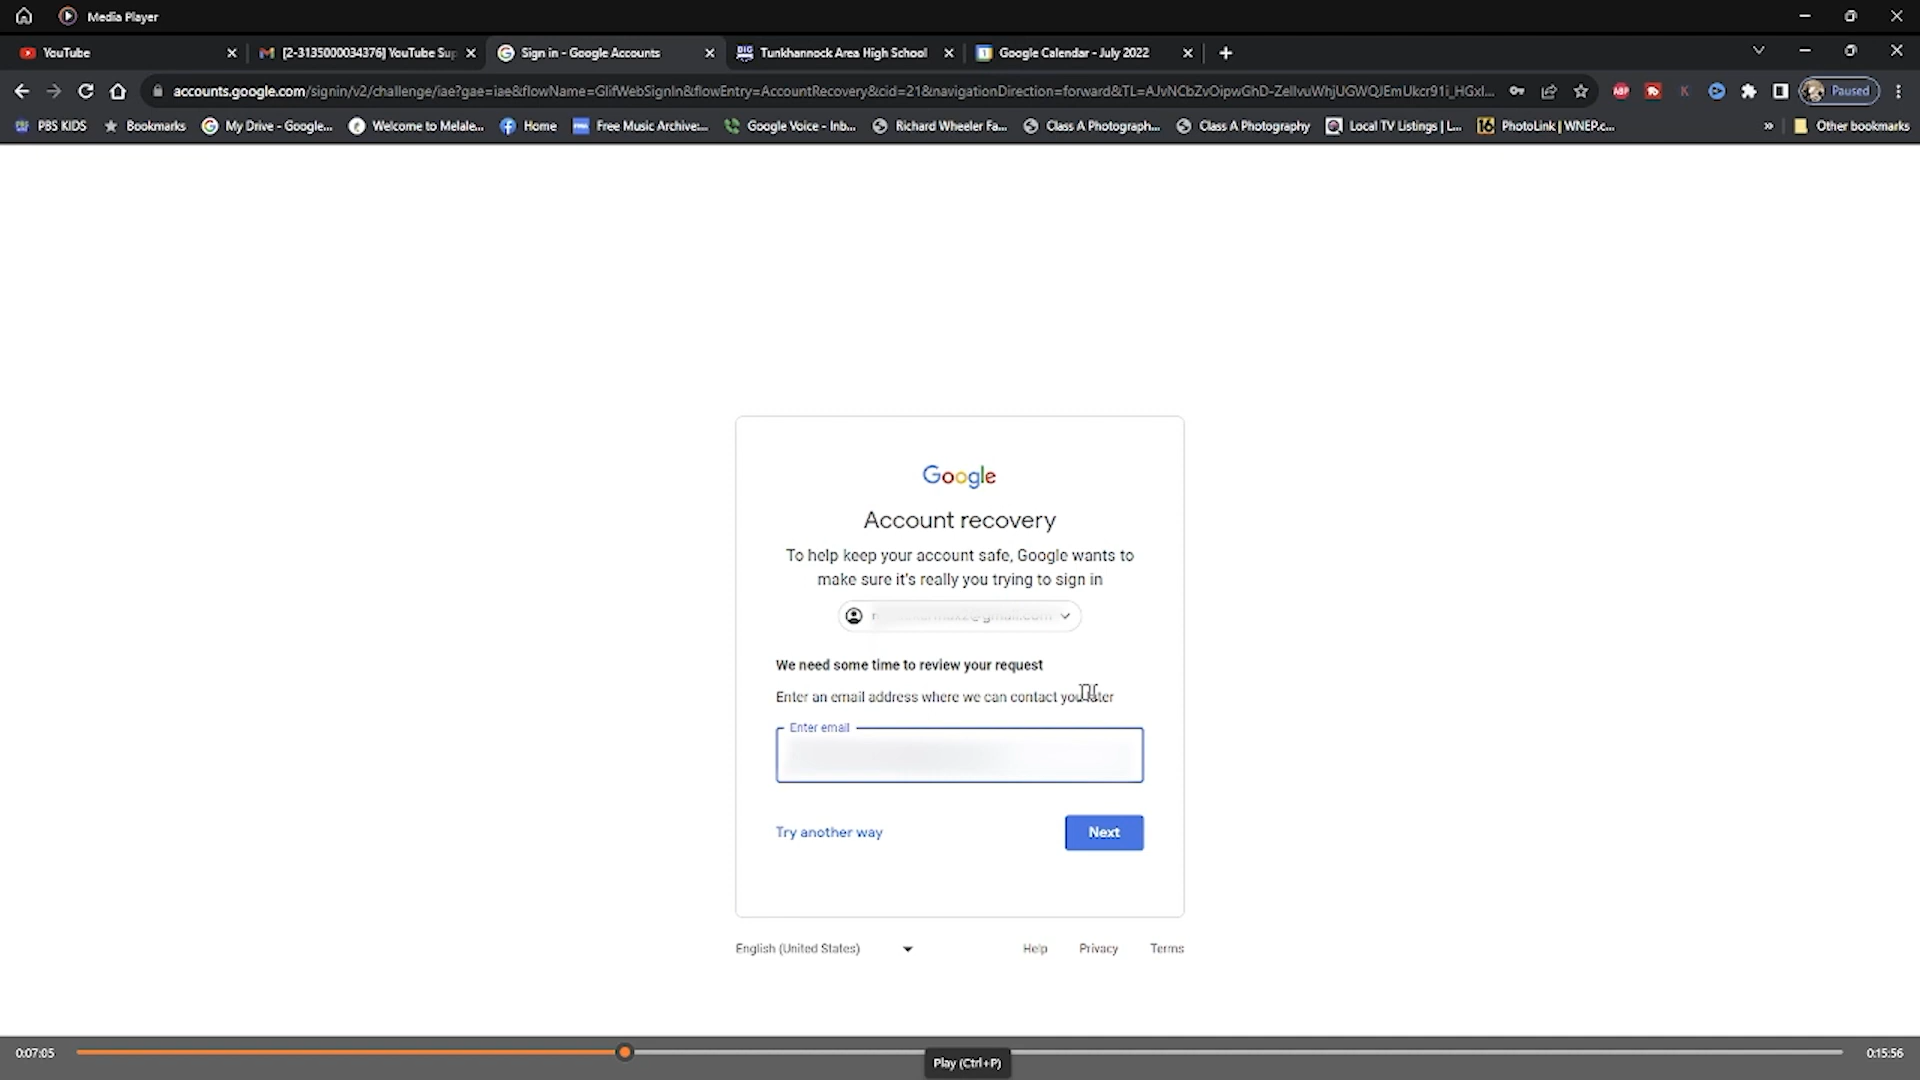 Media Player
YouTube
[2-3135000034376] YouTube Sup
Sign in - Google Accounts
BIG Tunkhannock Area High School
Google Calendar - July 2022
accounts.google.com/signin/v2/challenge/iae?gae=iae&flowName=GlifWebSignIn&flowEntry=AccountRecovery&cid=21&navigationDirection=forward&TL=
ABP
K
Paused
PBS KIDS
Bookmarks
My Drive - Google...
Welcome to Melale...
Home
Free Music Archive:...
Google Voice - Inb...
Richard Wheeler Fa...
Class A Photograph...
Class A Photography
Local TV Listings | L...
16 PhotoLink | WNEP.c...
»
Other bookmarks
Google
Account recovery
To help keep your account safe, Google wants to
make sure it's really you trying to sign in
We need some time to review your request
Enter an email address where we can contact you later
Enter email
Try another way
Next
English (United States)
Help
Privacy
Terms
0:07:05
Play (Ctrl+P)
0:15:56